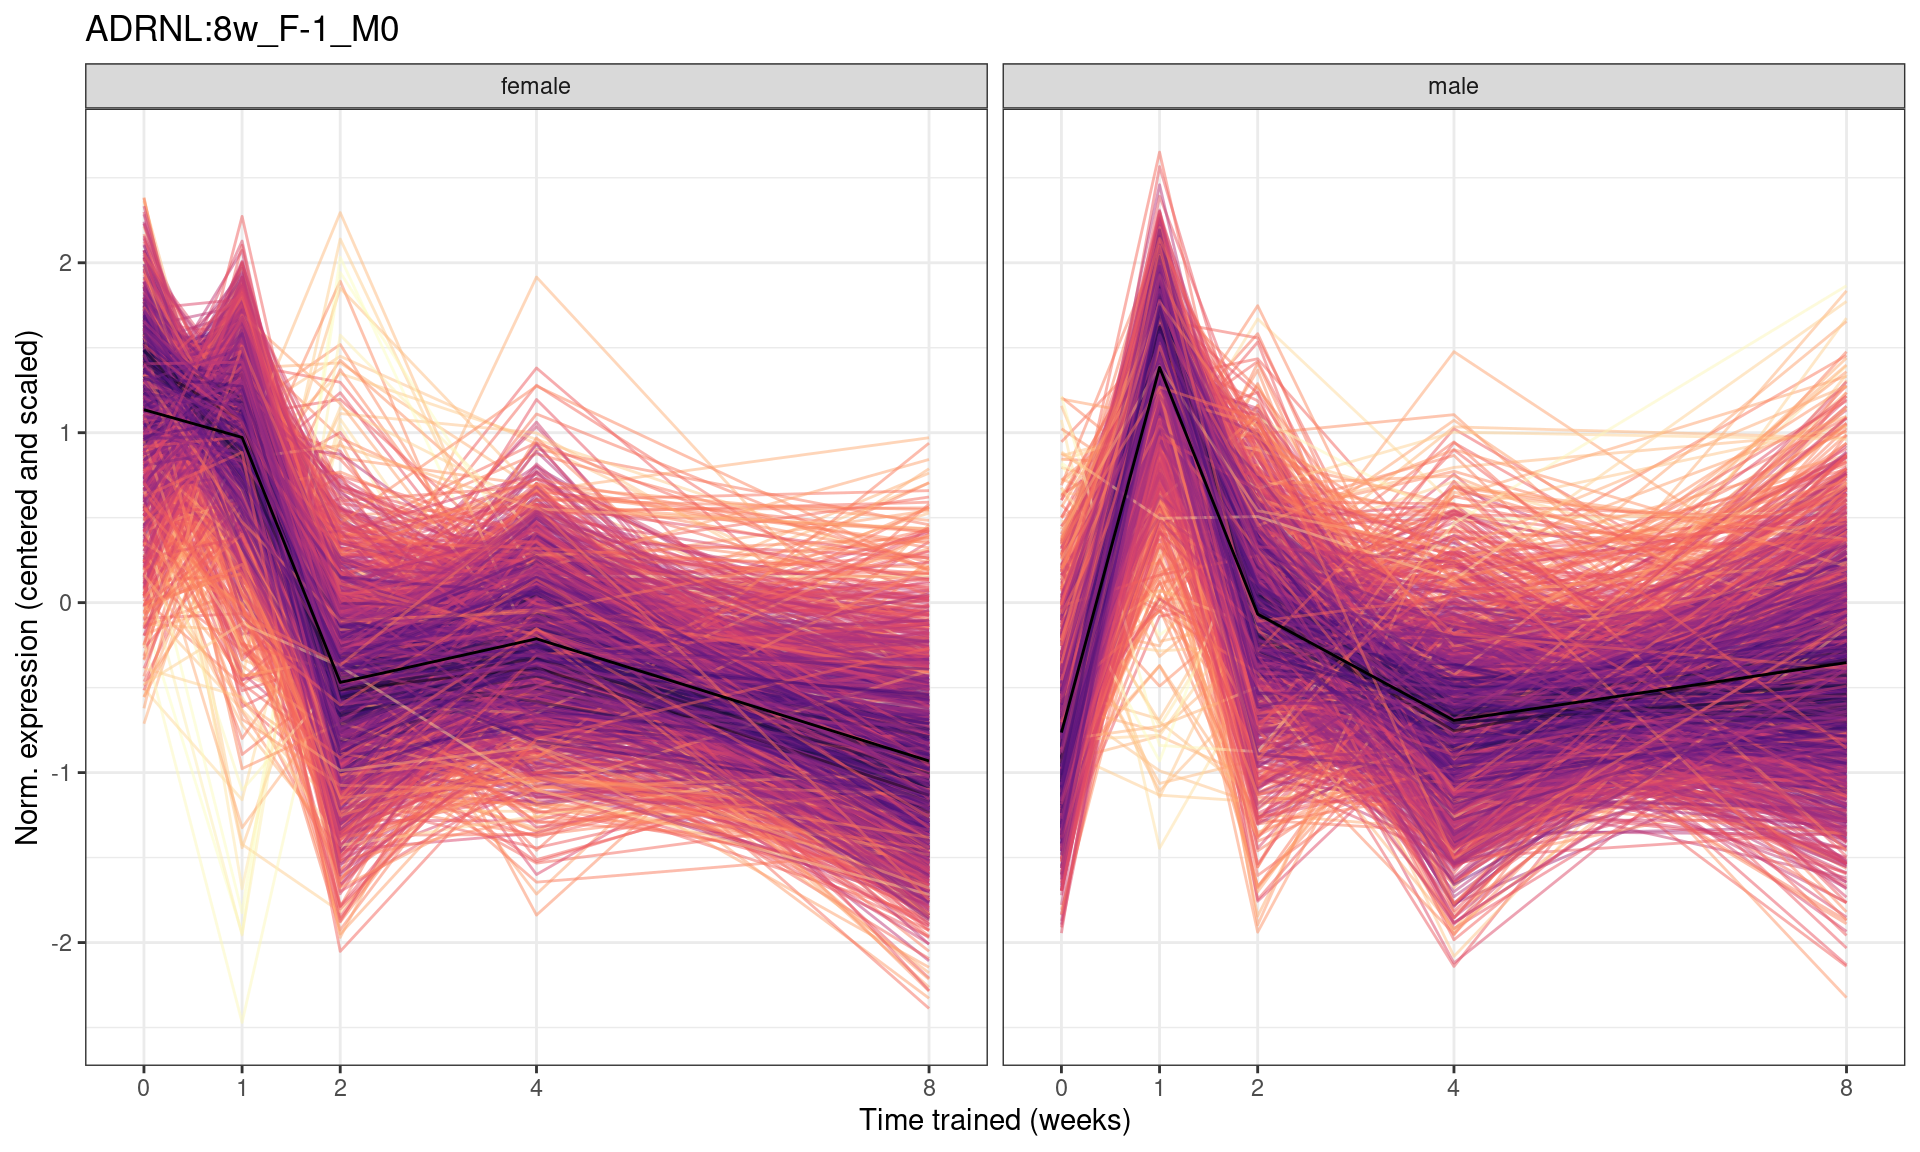 ADRNL:8w_F-1_M0
female
male
Norm. expression (centered and scaled)
2
1
0
-1
-2
0 1 2 4 8
0 1 2 4 8
Time trained (weeks)